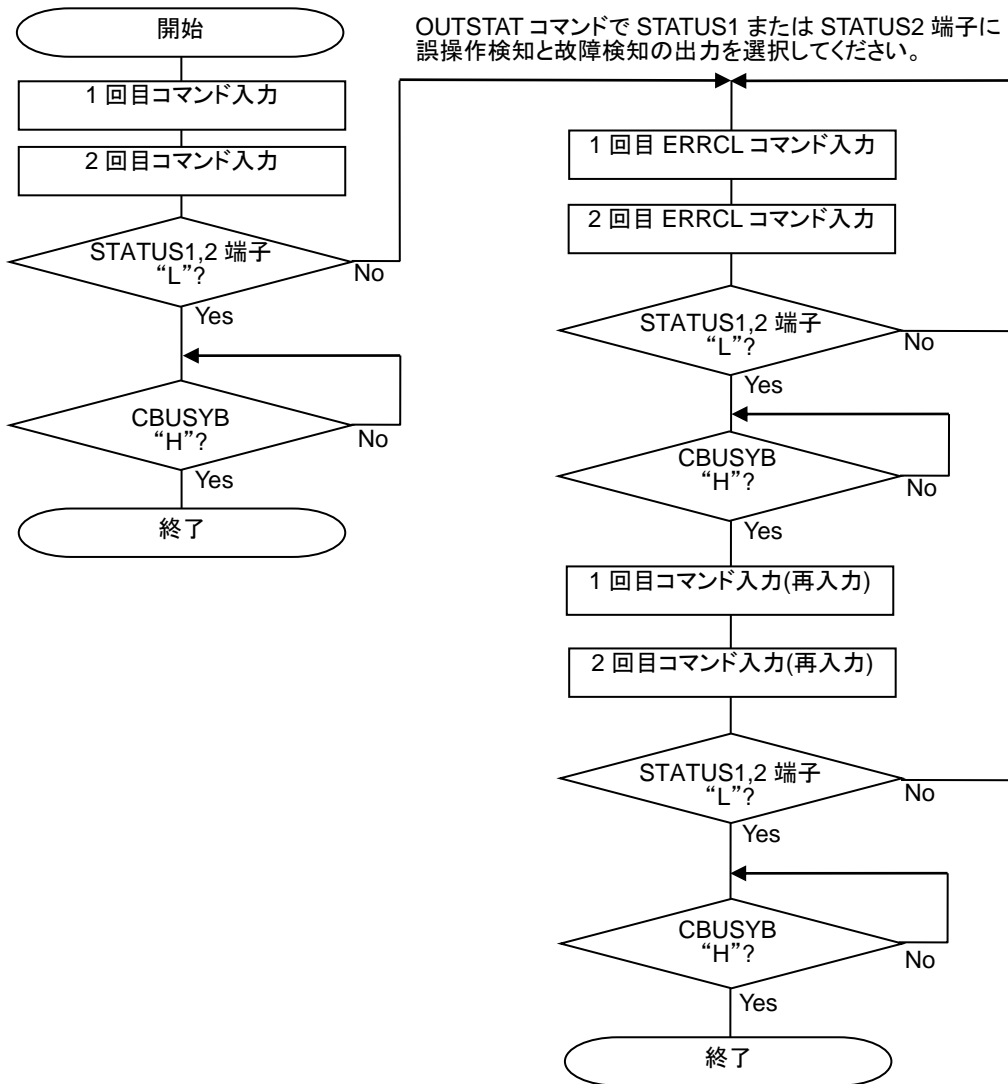 開始
1 回目コマンド入力
2 回目コマンド入力
STATUS1,2 端子
“L”?
No
Yes
CBUSYB
“H”?
No
Yes
終了
OUTSTAT コマンドで STATUS1 または STATUS2 端子に
誤操作検知と故障検知の出力を選択してください。
1 回目 ERRCL コマンド入力
2 回目 ERRCL コマンド入力
STATUS1,2 端子
“L”?
No
Yes
CBUSYB
“H”?
No
Yes
1 回目コマンド入力(再入力)
2 回目コマンド入力(再入力)
STATUS1,2 端子
“L”?
No
Yes
CBUSYB
“H”?
No
Yes
終了